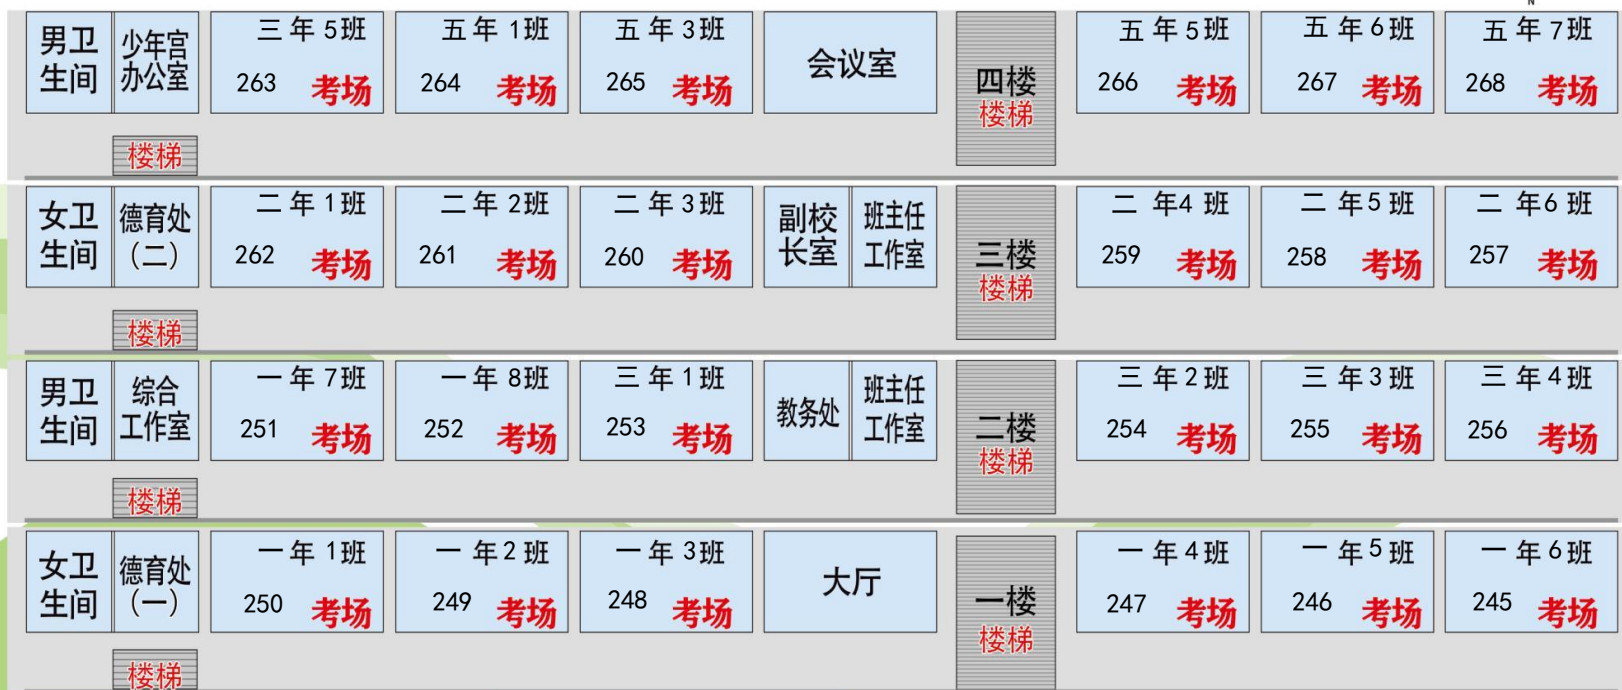 N
男卫
生间
少年宫
办公室
三年5班
263 考场
五年1班
264 考场
五年3班
265 考场
会议室
四楼
楼梯
五年5班
266 考场
五年6班
267 考场
五年7班
268 考场
楼梯
女卫
生间
德育处
（二）
二年1班
262 考场
二年2班
261 考场
二年3班
260 考场
副校
长室
班主任
工作室
三楼
楼梯
二年4班
259 考场
二年5班
258 考场
二年6班
257 考场
楼梯
男卫
生间
综合
工作室
一年7班
251 考场
一年8班
252 考场
三年1班
253 考场
教务处
班主任
工作室
二楼
楼梯
三年2班
254 考场
三年3班
255 考场
三年4班
256 考场
楼梯
女卫
生间
德育处
（一）
一年1班
250 考场
一年2班
249 考场
一年3班
248 考场
大厅
一楼
楼梯
一年4班
247 考场
一年5班
246 考场
一年6班
245 考场
楼梯